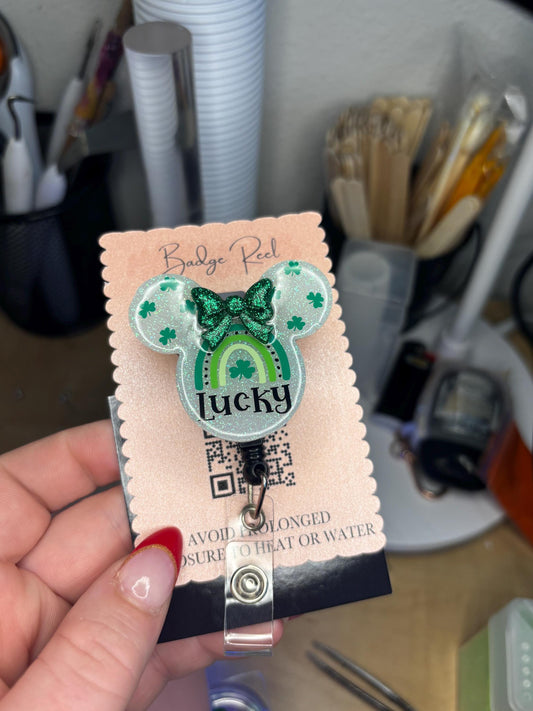 Badge Reel
Lucky
AVOID PROLONGED
OSURE TO HEAT OR WATER